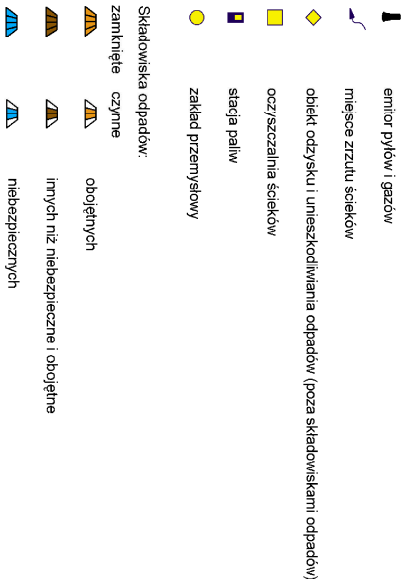 emitor pyłów i gazów
miejsce zrzutu ścieków
obiekt odzysku i unieszkodliwiania odpadów (poza składowiskami odpadów)
oczyszczalnia ścieków
stacja paliw
zakład przemysłowy
Składowiska odpadów:
zamknięte czynne
obojętnych
innych niż niebezpieczne i obojętne
niebezpiecznych